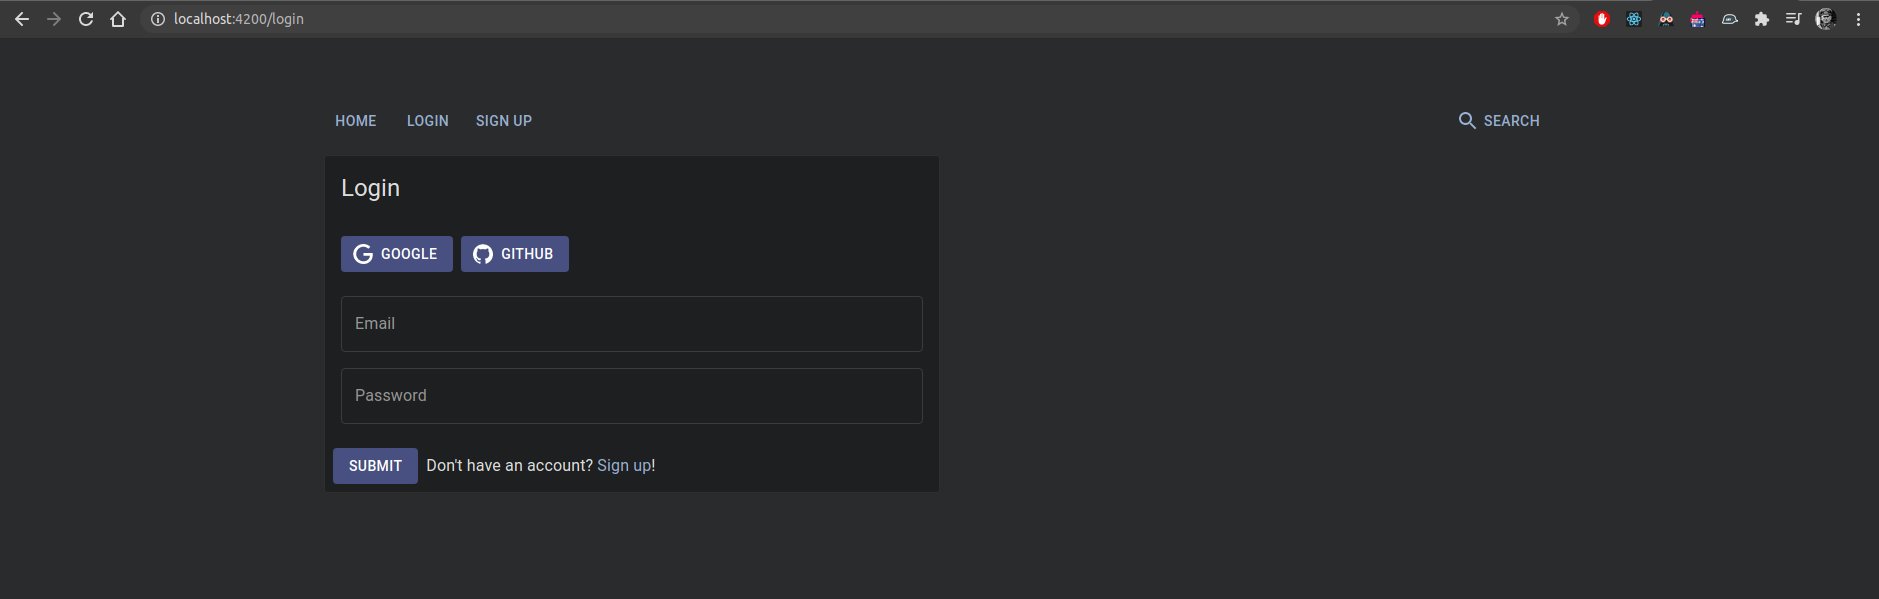 localhost:4200/login
HOME LOGIN SIGN UP SEARCH
Login
GOOGLE GITHUB
Email
Password
SUBMIT Don't have an account? Sign up!